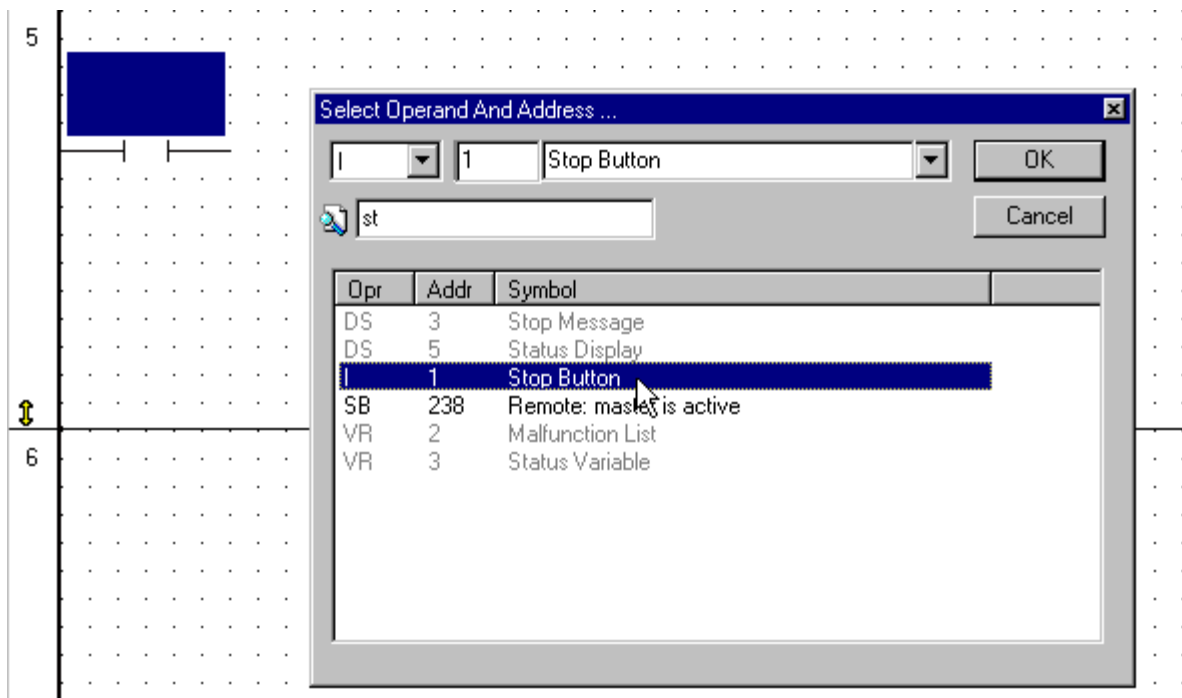 5
Select Operand And Address ...
I 1 Stop Button OK
st Cancel
Opr Addr Symbol
DS 3 Stop Message
DS 5 Status Display
I 1 Stop Button
SB 238 Remote: master is active
VR 2 Malfunction List
6
VR 3 Status Variable